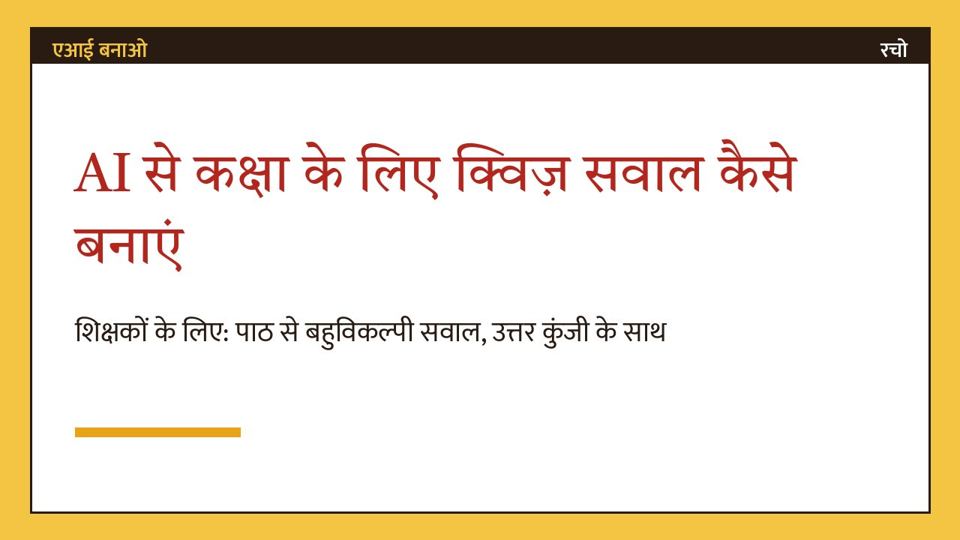 एआई बनाओ
रचो
AI से कक्षा के लिए क्विज़ सवाल कैसे
बनाएं
शिक्षकों के लिए: पाठ से बहुविकल्पी सवाल, उत्तर कुंजी के साथ